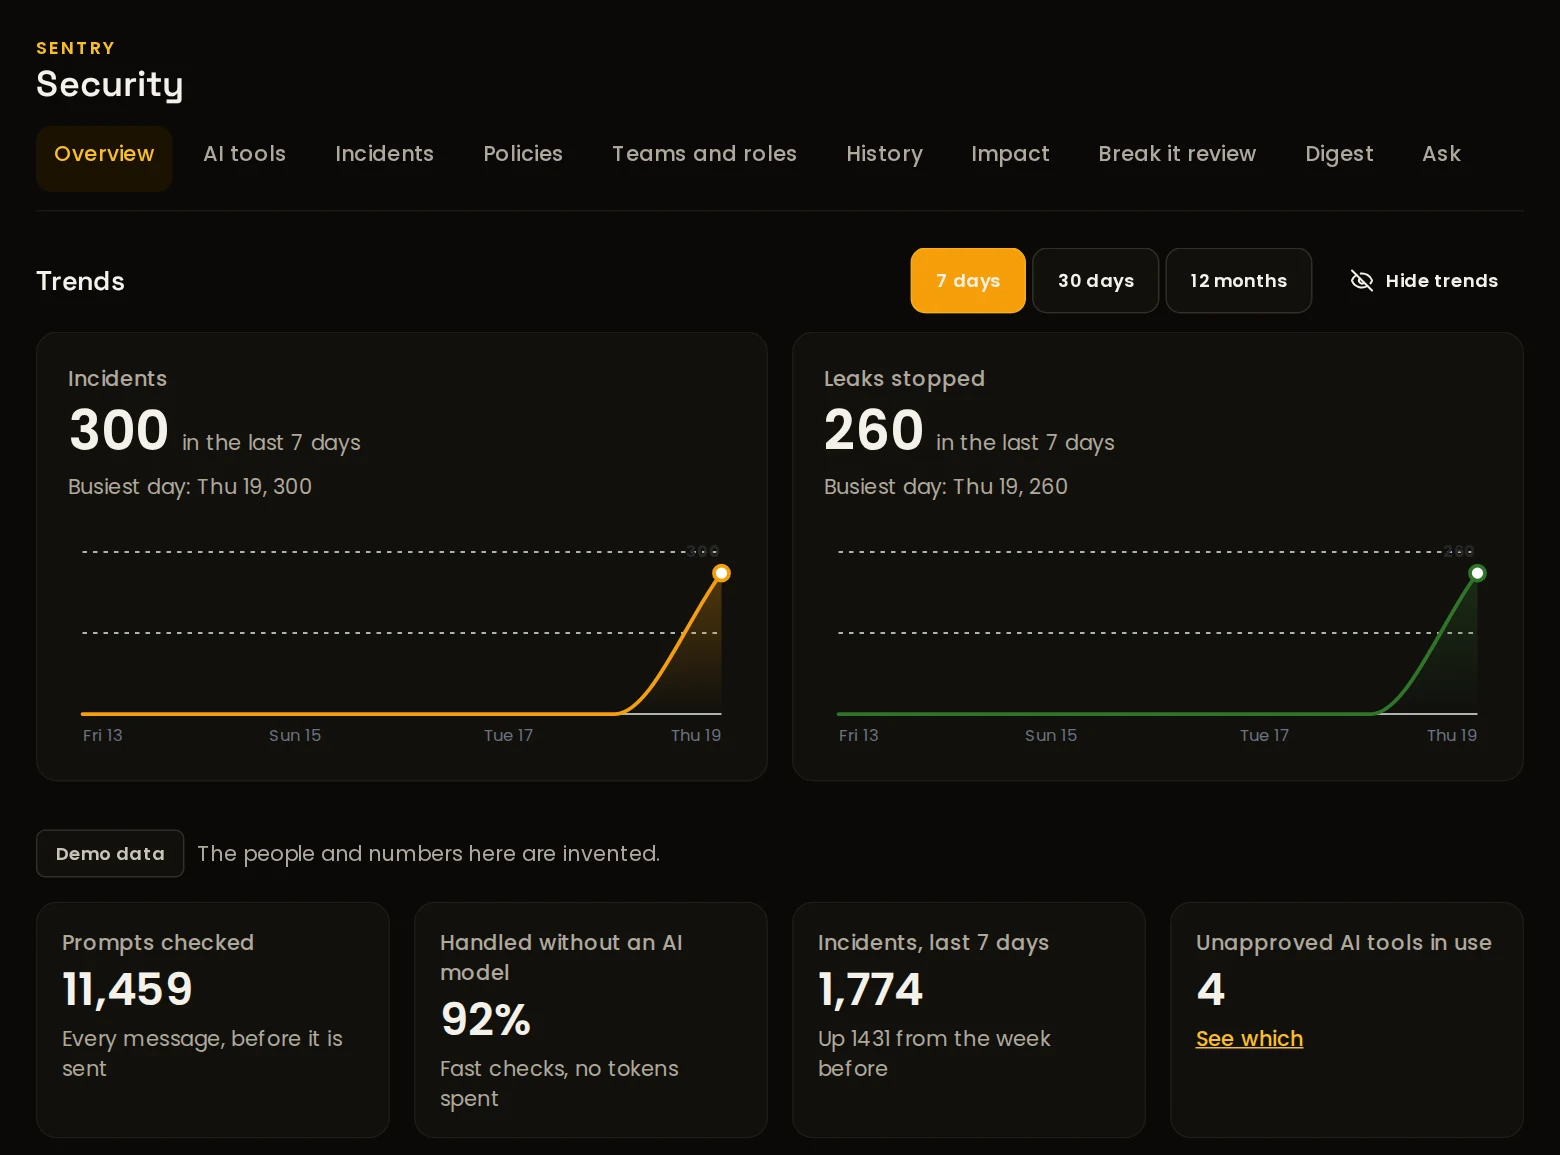 SENTRY
Security
Overview AI tools Incidents Policies Teams and roles History Impact Break it review Digest Ask
Trends 7 days 30 days 12 months Hide trends
Incidents
300 in the last 7 days
Busiest day: Thu 19, 300
300
Fri 13 Sun 15 Tue 17 Thu 19
Leaks stopped
260 in the last 7 days
Busiest day: Thu 19, 260
260
Fri 13 Sun 15 Tue 17 Thu 19
Demo data The people and numbers here are invented.
Prompts checked
11,459
Every message, before it is
sent
Handled without an AI
model
92%
Fast checks, no tokens
spent
Incidents, last 7 days
1,774
Up 1431 from the week
before
Unapproved AI tools in use
4
See which